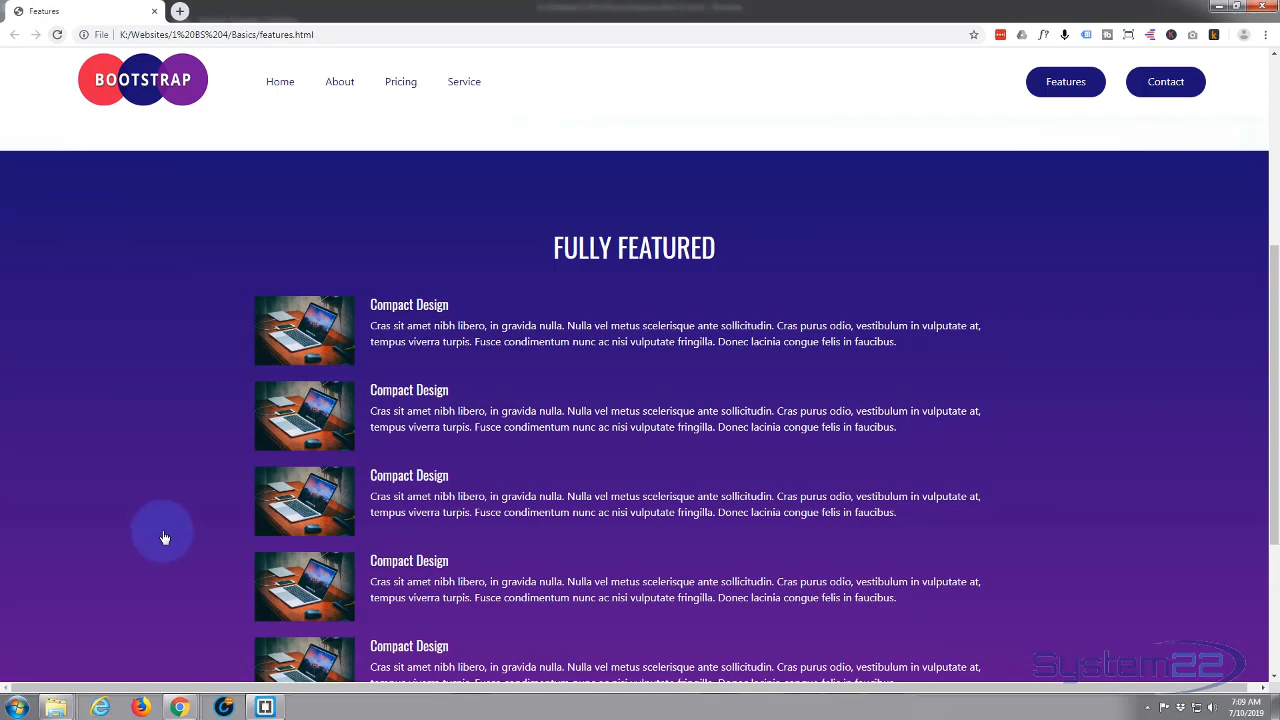 Features
File
K:/Websites/1%20BS%204/Basics/features.html
BOOTSTRAP
Home
About
Pricing
Service
Features
Contact
FULLY FEATURED
Compact Design
Cras sit amet nibh libero, in gravida nulla. Nulla vel metus scelerisque ante sollicitudin. Cras purus odio, vestibulum in vulputate at,
tempus viverra turpis. Fusce condimentum nunc ac nisi vulputate fringilla. Donec lacinia congue felis in faucibus.
Compact Design
Cras sit amet nibh libero, in gravida nulla. Nulla vel metus scelerisque ante sollicitudin. Cras purus odio, vestibulum in vulputate at,
tempus viverra turpis. Fusce condimentum nunc ac nisi vulputate fringilla. Donec lacinia congue felis in faucibus.
Compact Design
Cras sit amet nibh libero, in gravida nulla. Nulla vel metus scelerisque ante sollicitudin. Cras purus odio, vestibulum in vulputate at,
tempus viverra turpis. Fusce condimentum nunc ac nisi vulputate fringilla. Donec lacinia congue felis in faucibus.
Compact Design
Cras sit amet nibh libero, in gravida nulla. Nulla vel metus scelerisque ante sollicitudin. Cras purus odio, vestibulum in vulputate at,
tempus viverra turpis. Fusce condimentum nunc ac nisi vulputate fringilla. Donec lacinia congue felis in faucibus.
Compact Design
Cras sit amet nibh libero, in gravida nulla. Nulla vel metus scelerisque ante sollicitudin. Cras purus odio, vestibulum in vulputate at,
System22
7:09 AM
7/10/2019